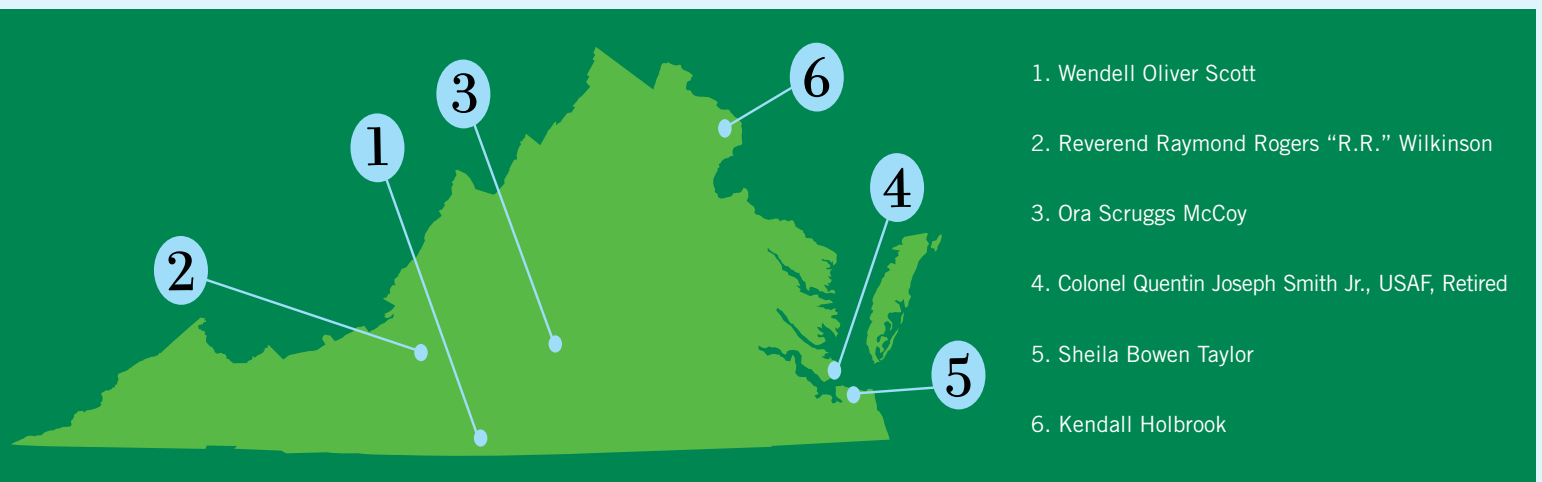 1
2
3
4
5
6
1. Wendell Oliver Scott
2. Reverend Raymond Rogers “R.R.” Wilkinson
3. Ora Scruggs McCoy
4. Colonel Quentin Joseph Smith Jr., USAF, Retired
5. Sheila Bowen Taylor
6. Kendall Holbrook